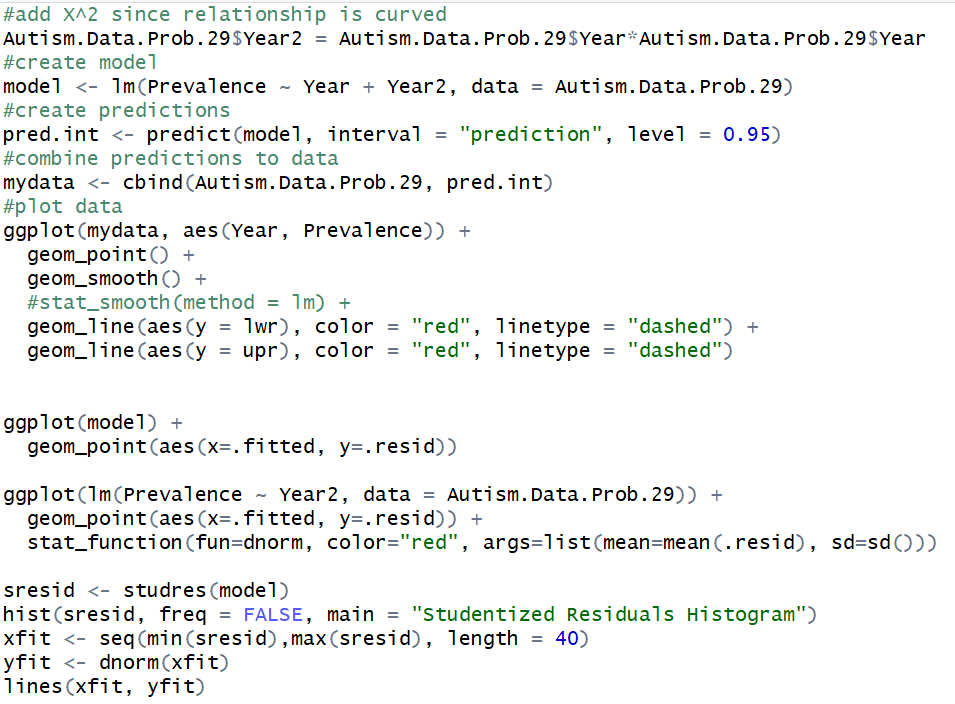 #add X^2 since relationship is curved
Autism.Data.Prob.29$Year2 = Autism.Data.Prob.29$Year*Autism.Data.Prob.29$Year
#create model
model <- lm(Prevalence ~ Year + Year2, data = Autism.Data.Prob.29)
#create predictions
pred.int <- predict(model, interval = "prediction", level = 0.95)
#combine predictions to data
mydata <- cbind(Autism.Data.Prob.29, pred.int)
#plot data
ggplot(mydata, aes(Year, Prevalence)) +
  geom_point() +
  geom_smooth() +
  #stat_smooth(method = lm) +
  geom_line(aes(y = lwr), color = "red", linetype = "dashed") +
  geom_line(aes(y = upr), color = "red", linetype = "dashed")
ggplot(model) +
  geom_point(aes(x=.fitted, y=.resid))
ggplot(lm(Prevalence ~ Year2, data = Autism.Data.Prob.29)) +
  geom_point(aes(x=.fitted, y=.resid)) +
  stat_function(fun=dnorm, color="red", args=list(mean=mean(.resid), sd=sd()))
sresid <- studres(model)
hist(sresid, freq = FALSE, main = "Studentized Residuals Histogram")
xfit <- seq(min(sresid),max(sresid), length = 40)
yfit <- dnorm(xfit)
lines(xfit, yfit)